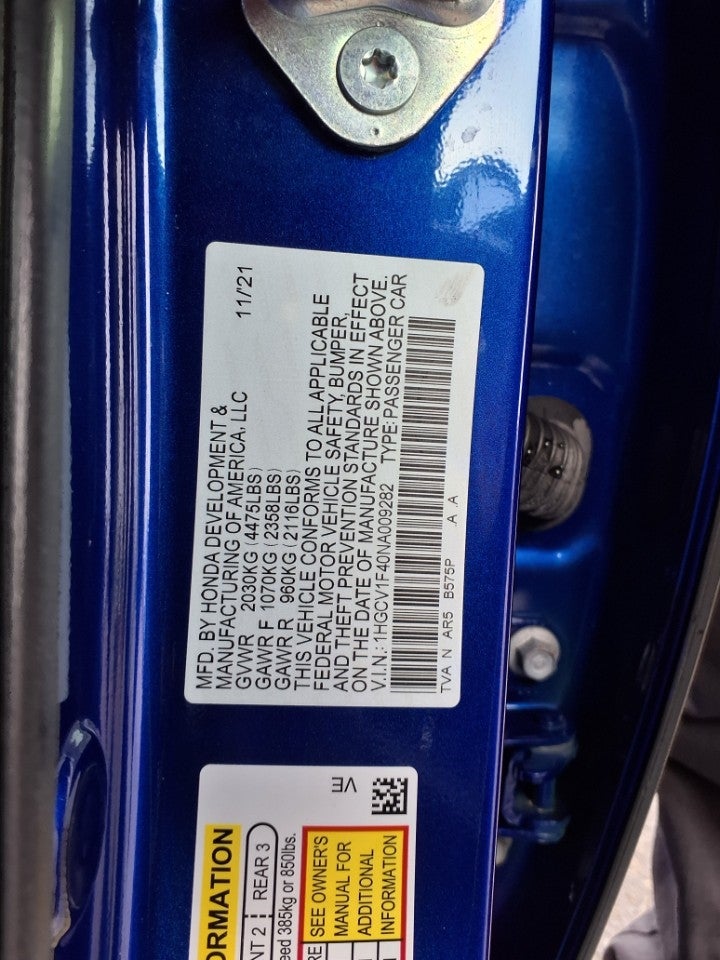 MFD. BY HONDA DEVELOPMENT &
MANUFACTURING OF AMERICA, LLC
11/'21
GVWR 2030KG (4475LBS)
GAWR F 1070KG (2358LBS)
GAWR R 960KG (2116LBS)
THIS VEHICLE CONFORMS TO ALL APPLICABLE
FEDERAL MOTOR VEHICLE SAFETY, BUMPER,
AND THEFT PREVENTION STANDARDS IN EFFECT
ON THE DATE OF MANUFACTURE SHOWN ABOVE.
V.I.N.: 1HGCV1F40NA009282 TYPE:PASSENGER CAR
TVA N AR5 B575P .A .A
VE
ORMATION
NT 2 REAR 3
eed 385kg or 850lbs.
SEE OWNER'S
MANUAL FOR
ADDITIONAL
INFORMATION